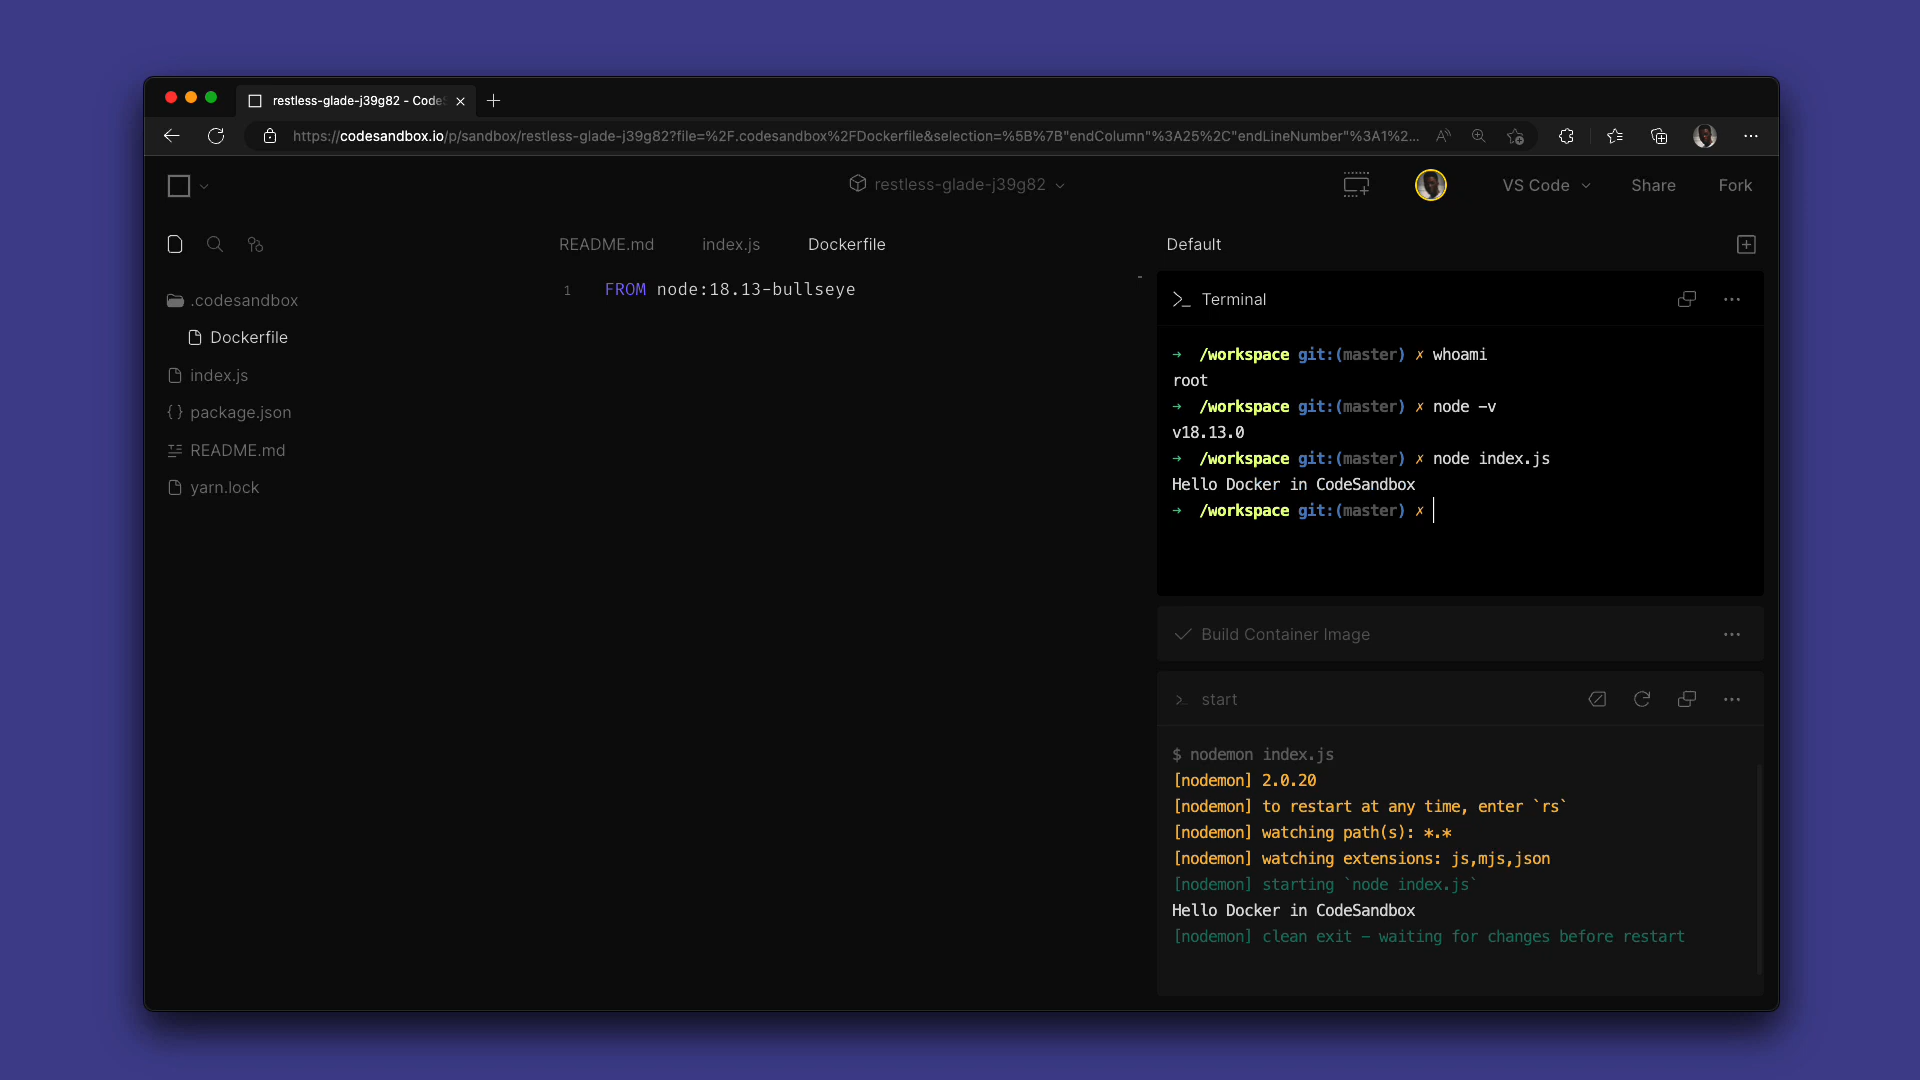 restless-glade-j39g82 - Code
https://codesandbox.io/p/sandbox/restless-glade-j39g82?file=%2F.codesandbox%2FDockerfile&selection=%5B%7B"endColumn"%3A25%2C"endLineNumber"%3A1%2...
restless-glade-j39g82
VS Code
Share
Fork
README.md
index.js
Dockerfile
Default
.codesandbox
Dockerfile
index.js
package.json
README.md
yarn.lock
1 FROM node:18.13-bullseye
Terminal
→ /workspace git:(master) ✗ whoami
root
→ /workspace git:(master) ✗ node -v
v18.13.0
→ /workspace git:(master) ✗ node index.js
Hello Docker in CodeSandbox
→ /workspace git:(master) ✗
Build Container Image
start
$ nodemon index.js
[nodemon] 2.0.20
[nodemon] to restart at any time, enter `rs`
[nodemon] watching path(s): *.*
[nodemon] watching extensions: js,mjs,json
[nodemon] starting `node index.js`
Hello Docker in CodeSandbox
[nodemon] clean exit - waiting for changes before restart